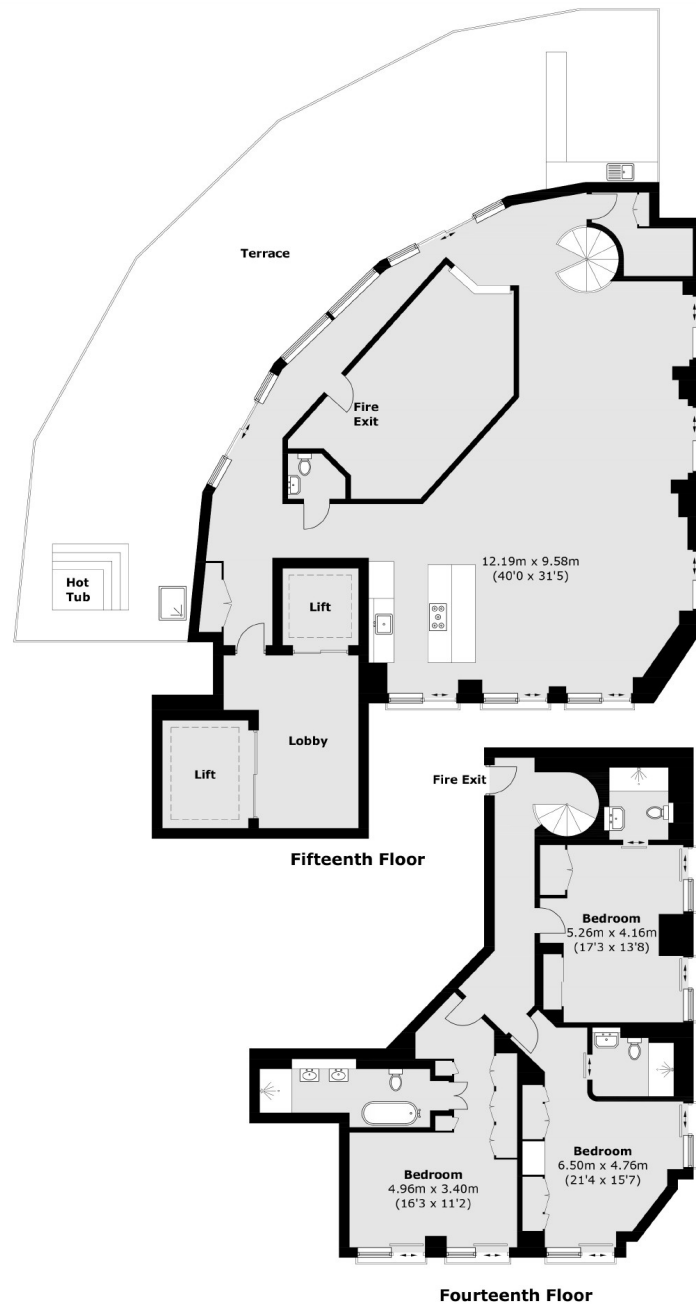 Terrace
Fire
Exit
12.19m x 9.58m
(40'0 x 31'5)
Hot
Tub
Lift
Lobby
Lift
Fifteenth Floor
Fire Exit
Bedroom
5.26m x 4.16m
(17'3 x 13'8)
Bedroom
6.50m x 4.76m
(21'4 x 15'7)
Bedroom
4.96m x 3.40m
(16'3 x 11'2)
Fourteenth Floor